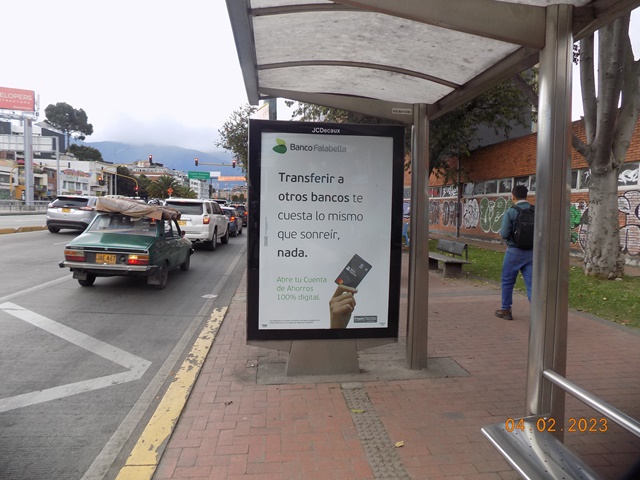 ELOPERS
JCDecaux
Banco Falabella
Transferir a
otros bancos te
cuesta lo mismo
que sonreír,
nada.
Abre tu Cuenta
de Ahorros
100% digital.
04.02.2023